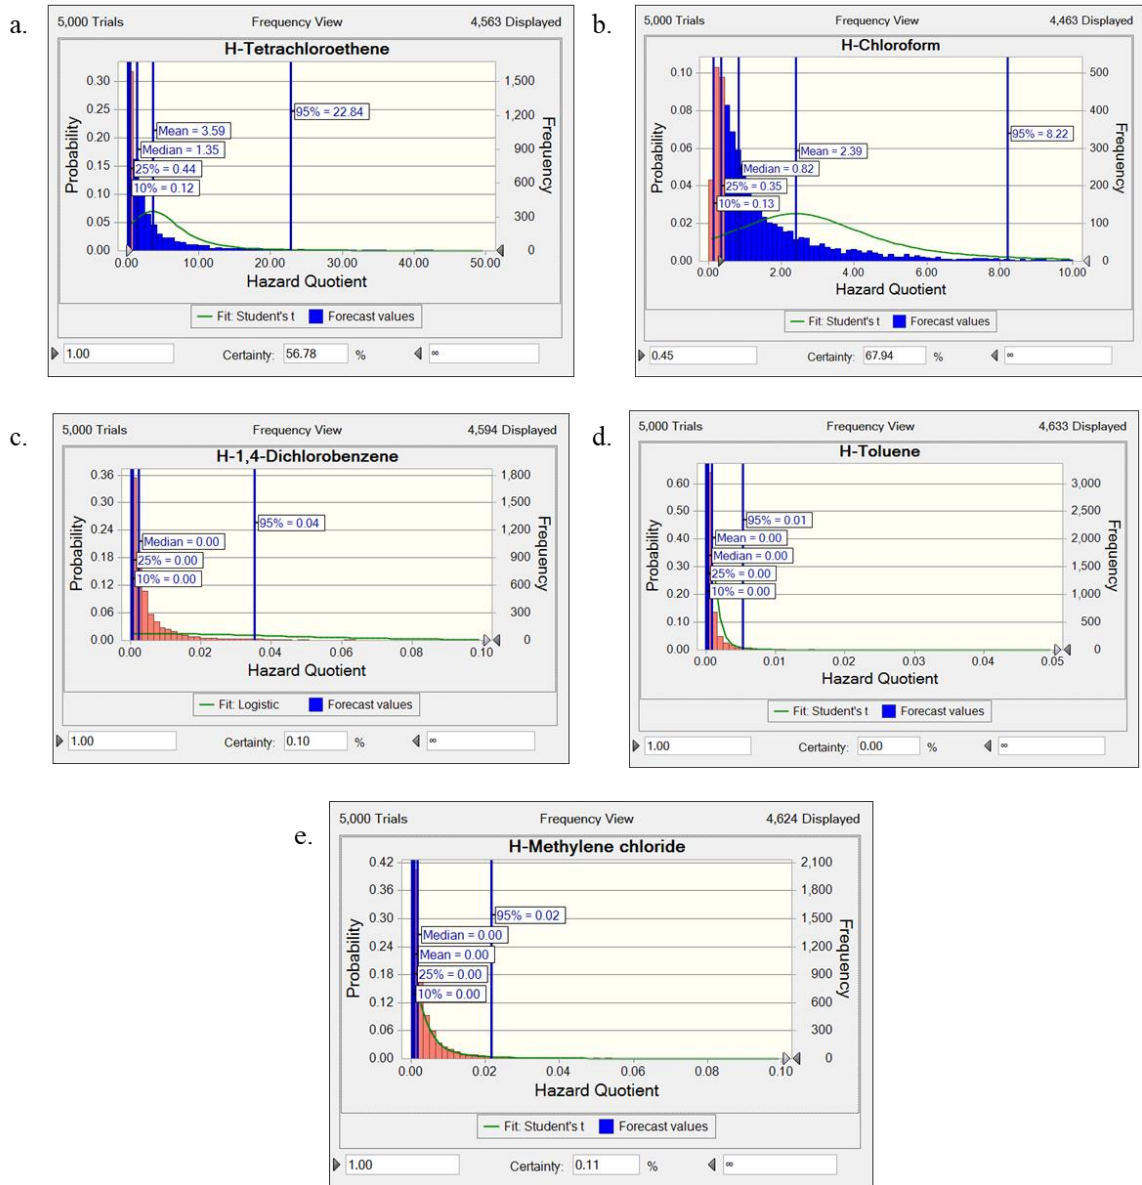 a.
5,000 Trials Frequency View 4,563 Displayed
H-Tetrachloroethene
0.30 1,500
0.25 1,200
0.20 900
0.15 600
0.10 300
0.05 0
0.00
Probability
Frequency
95% = 22.84
Mean = 3.59
Median = 1.35
25% = 0.44
10% = 0.12
0.00 10.00 20.00 30.00 40.00 50.00
Hazard Quotient
Fit: Student's t Forecast values
1.00 Certainty: 56.78 % ∞
b.
5,000 Trials Frequency View 4,463 Displayed
H-Chloroform
0.10 500
0.08 400
0.06 300
0.04 200
0.02 100
0.00 0
Probability
Frequency
95% = 8.22
Mean = 2.39
Median = 0.82
25% = 0.35
10% = 0.13
0.00 2.00 4.00 6.00 8.00 10.00
Hazard Quotient
Fit: Student's t Forecast values
0.45 Certainty: 67.94 % ∞
c.
5,000 Trials Frequency View 4,594 Displayed
H-1,4-Dichlorobenzene
0.36 1,800
0.30 1,500
0.24 1,200
0.18 900
0.12 600
0.06 300
0.00 0
Probability
Frequency
95% = 0.04
Median = 0.00
25% = 0.00
10% = 0.00
0.00 0.02 0.04 0.06 0.08 0.10
Hazard Quotient
Fit: Logistic Forecast values
1.00 Certainty: 0.10 % ∞
d.
5,000 Trials Frequency View 4,633 Displayed
H-Toluene
0.60 3,000
0.50 2,500
0.40 2,000
0.30 1,500
0.20 1,000
0.10 500
0.00 0
Probability
Frequency
95% = 0.01
Mean = 0.00
Median = 0.00
25% = 0.00
10% = 0.00
0.00 0.01 0.02 0.03 0.04 0.05
Hazard Quotient
Fit: Student's t Forecast values
1.00 Certainty: 0.00 % ∞
e.
5,000 Trials Frequency View 4,624 Displayed
H-Methylene chloride
0.42 2,100
0.36 1,800
0.30 1,500
0.24 1,200
0.18 900
0.12 600
0.06 300
0.00 0
Probability
Frequency
95% = 0.02
Median = 0.00
Mean = 0.00
25% = 0.00
10% = 0.00
0.00 0.02 0.04 0.06 0.08 0.10
Hazard Quotient
Fit: Student's t Forecast values
1.00 Certainty: 0.11 % ∞